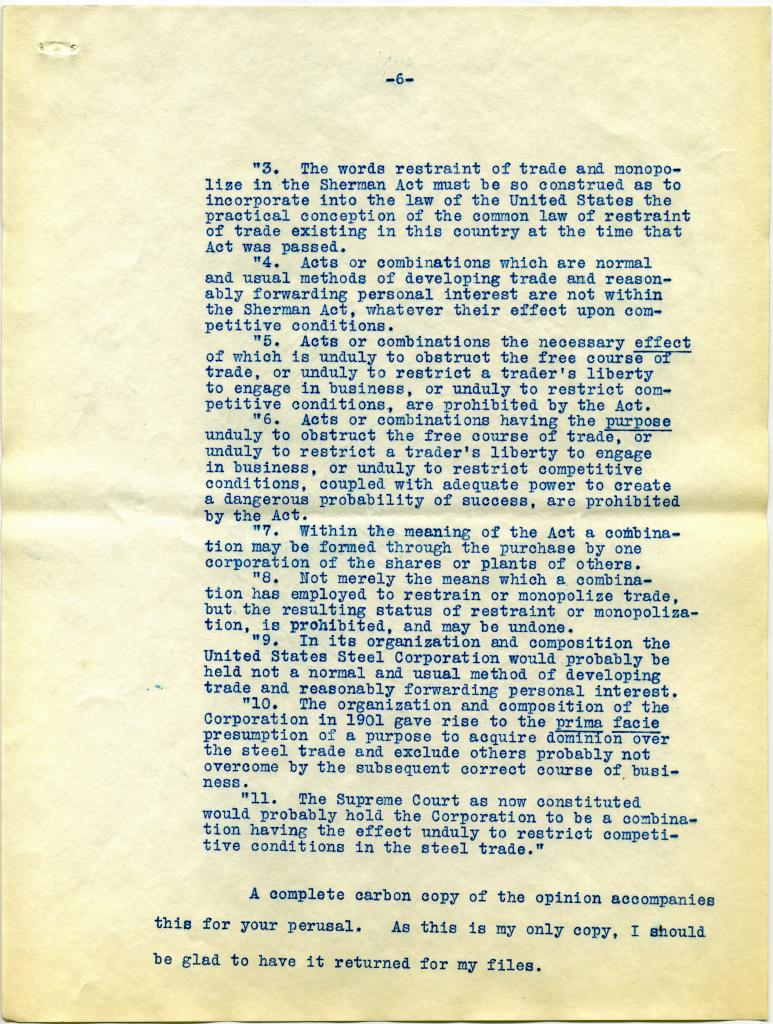 -6-
"3. The words restraint of trade and monopo-
lize in the Sherman Act must be so construed as to
incorporate into the law of the United States the
practical conception of the common law of restraint
of trade existing in this country at the time that
Act was passed.
"4. Acts or combinations which are normal
and usual methods of developing trade and reason-
ably forwarding personal interest are not within
the Sherman Act, whatever their effect upon com-
petitive conditions.
"5. Acts or combinations the necessary effect
of which is unduly to obstruct the free course of
trade, or unduly to restrict a trader's liberty
to engage in business, or unduly to restrict com-
petitive conditions, are prohibited by the Act.
"6. Acts or combinations having the purpose
unduly to obstruct the free course of trade, or
unduly to restrict a trader's liberty to engage
in business, or unduly to restrict competitive
conditions, coupled with adequate power to create
a dangerous probability of success, are prohibited
by the Act.
"7. Within the meaning of the Act a combina-
tion may be formed through the purchase by one
corporation of the shares or plants of others.
"8. Not merely the means which a combina-
tion has employed to restrain or monopolize trade,
but the resulting status of restraint or monopoliza-
tion, is prohibited, and may be undone.
"9. In its organization and composition the
United States Steel Corporation would probably be
held not a normal and usual method of developing
trade and reasonably forwarding personal interest.
"10. The organization and composition of the
Corporation in 1901 gave rise to the prima facie
presumption of a purpose to acquire dominion over
the steel trade and exclude others probably not
overcome by the subsequent correct course of busi-
ness.
"11. The Supreme Court as now constituted
would probably hold the Corporation to be a combina-
tion having the effect unduly to restrict competi-
tive conditions in the steel trade."
A complete carbon copy of the opinion accompanies
this for your perusal. As this is my only copy, I should
be glad to have it returned for my files.